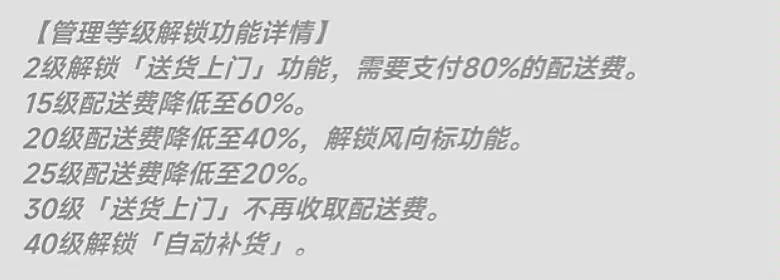 【管理等级解锁功能详情】
2级解锁「送货上门」功能，需要支付80%的配送费。
15级配送费降低至60%。
20级配送费降低至40%，解锁风向标功能。
25级配送费降低至20%。
30级「送货上门」不再收取配送费。
40级解锁「自动补货」。